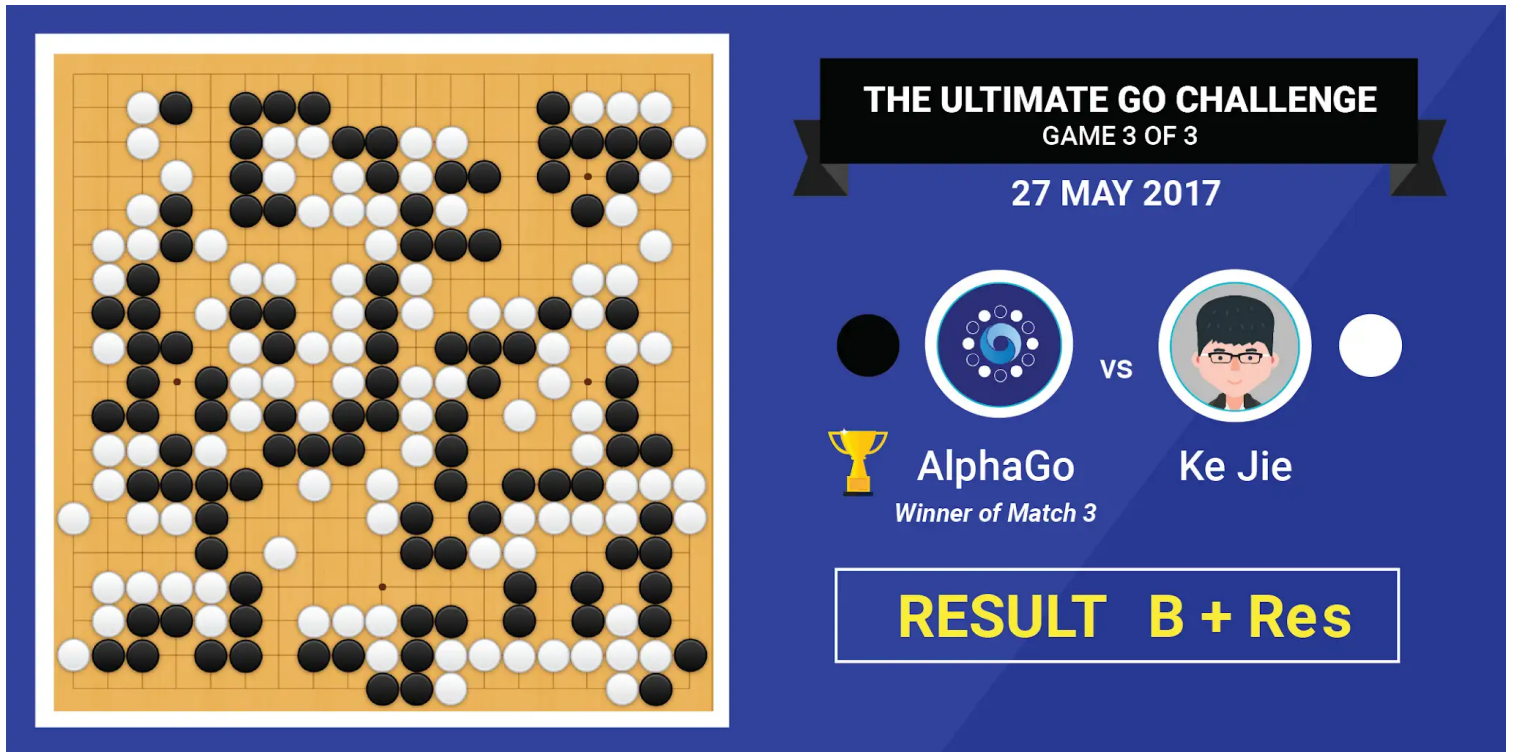 THE ULTIMATE GO CHALLENGE
GAME 3 OF 3
27 MAY 2017
vs
AlphaGo
Ke Jie
Winner of Match 3
RESULT B + Res